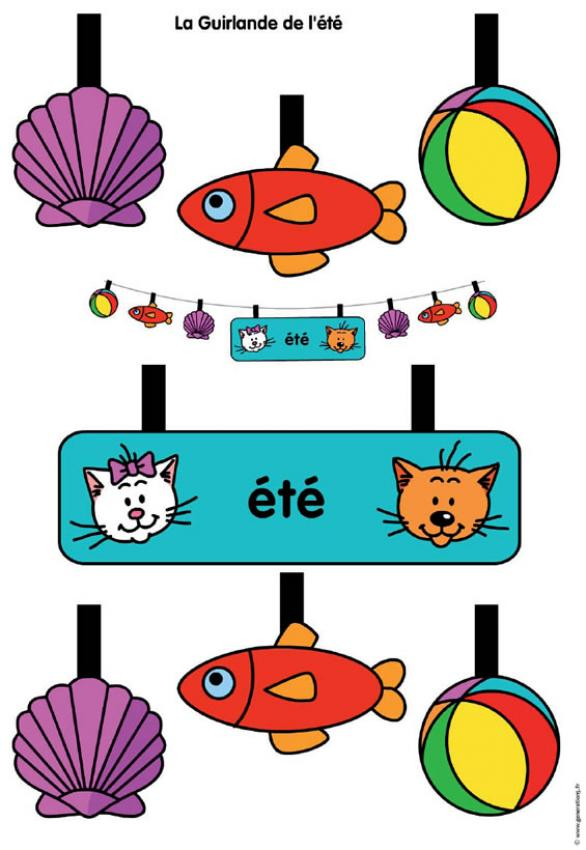 La Guirlande de l'été
été
été
© www.generation5.fr